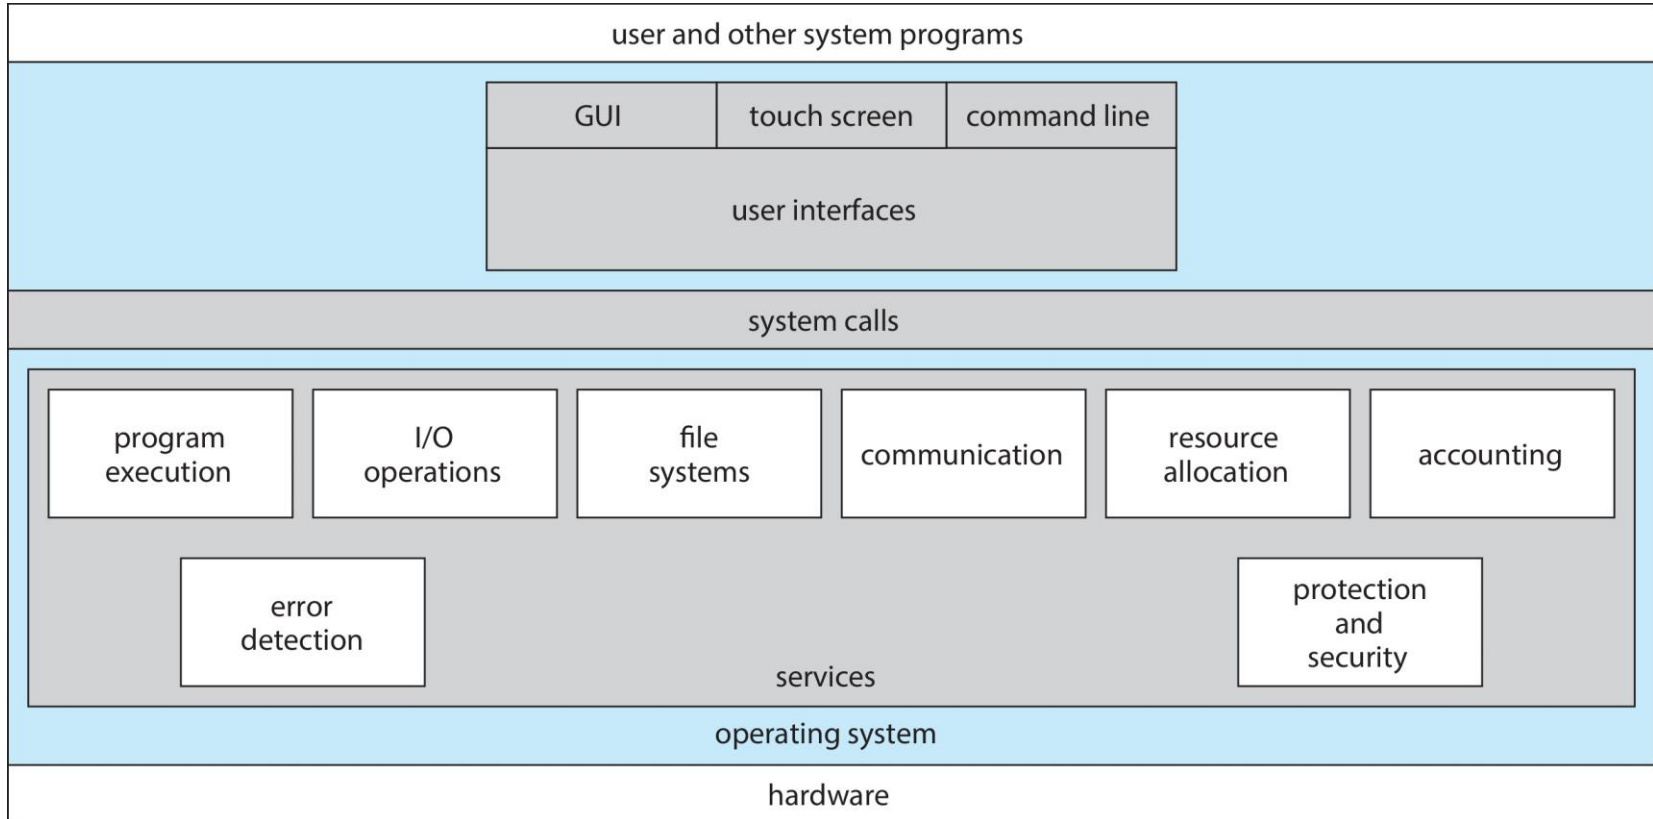 user and other system programs
GUI
touch screen
command line
user interfaces
system calls
program
execution
I/O
operations
file
systems
communication
resource
allocation
accounting
error
detection
protection
and
security
services
operating system
hardware